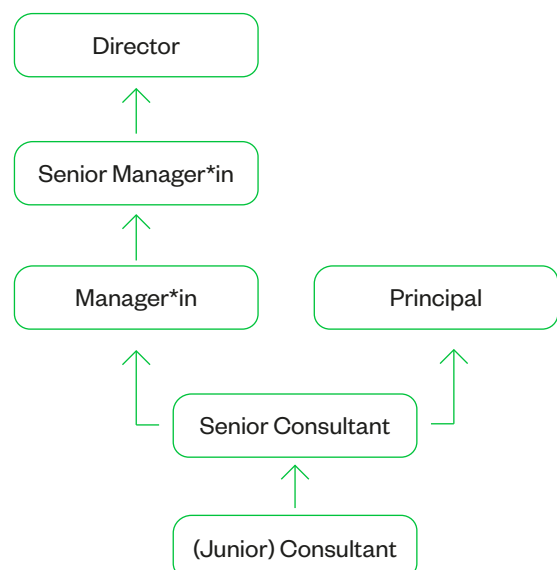 Director
Senior Manager*in
Manager*in
Principal
Senior Consultant
(Junior) Consultant